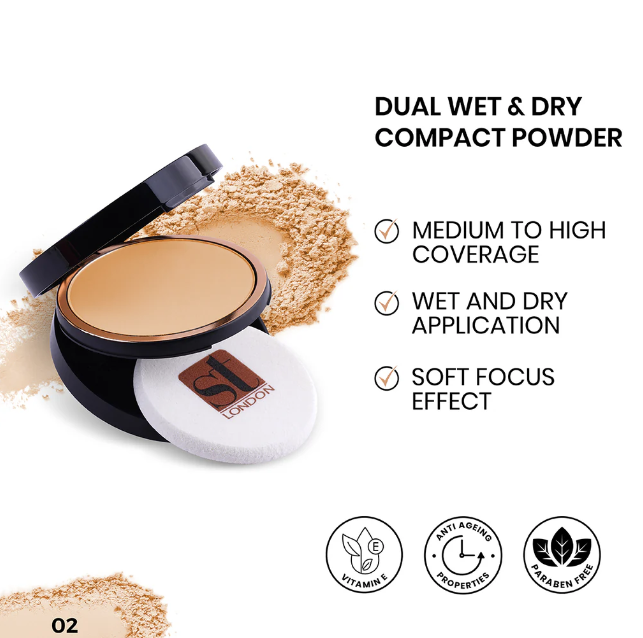 DUAL WET & DRY
COMPACT POWDER
MEDIUM TO HIGH
COVERAGE
WET AND DRY
APPLICATION
SOFT FOCUS
EFFECT
st
LONDON
E
VITAMIN E
ANTI AGEING
PROPERTIES
PARABEN FREE
02